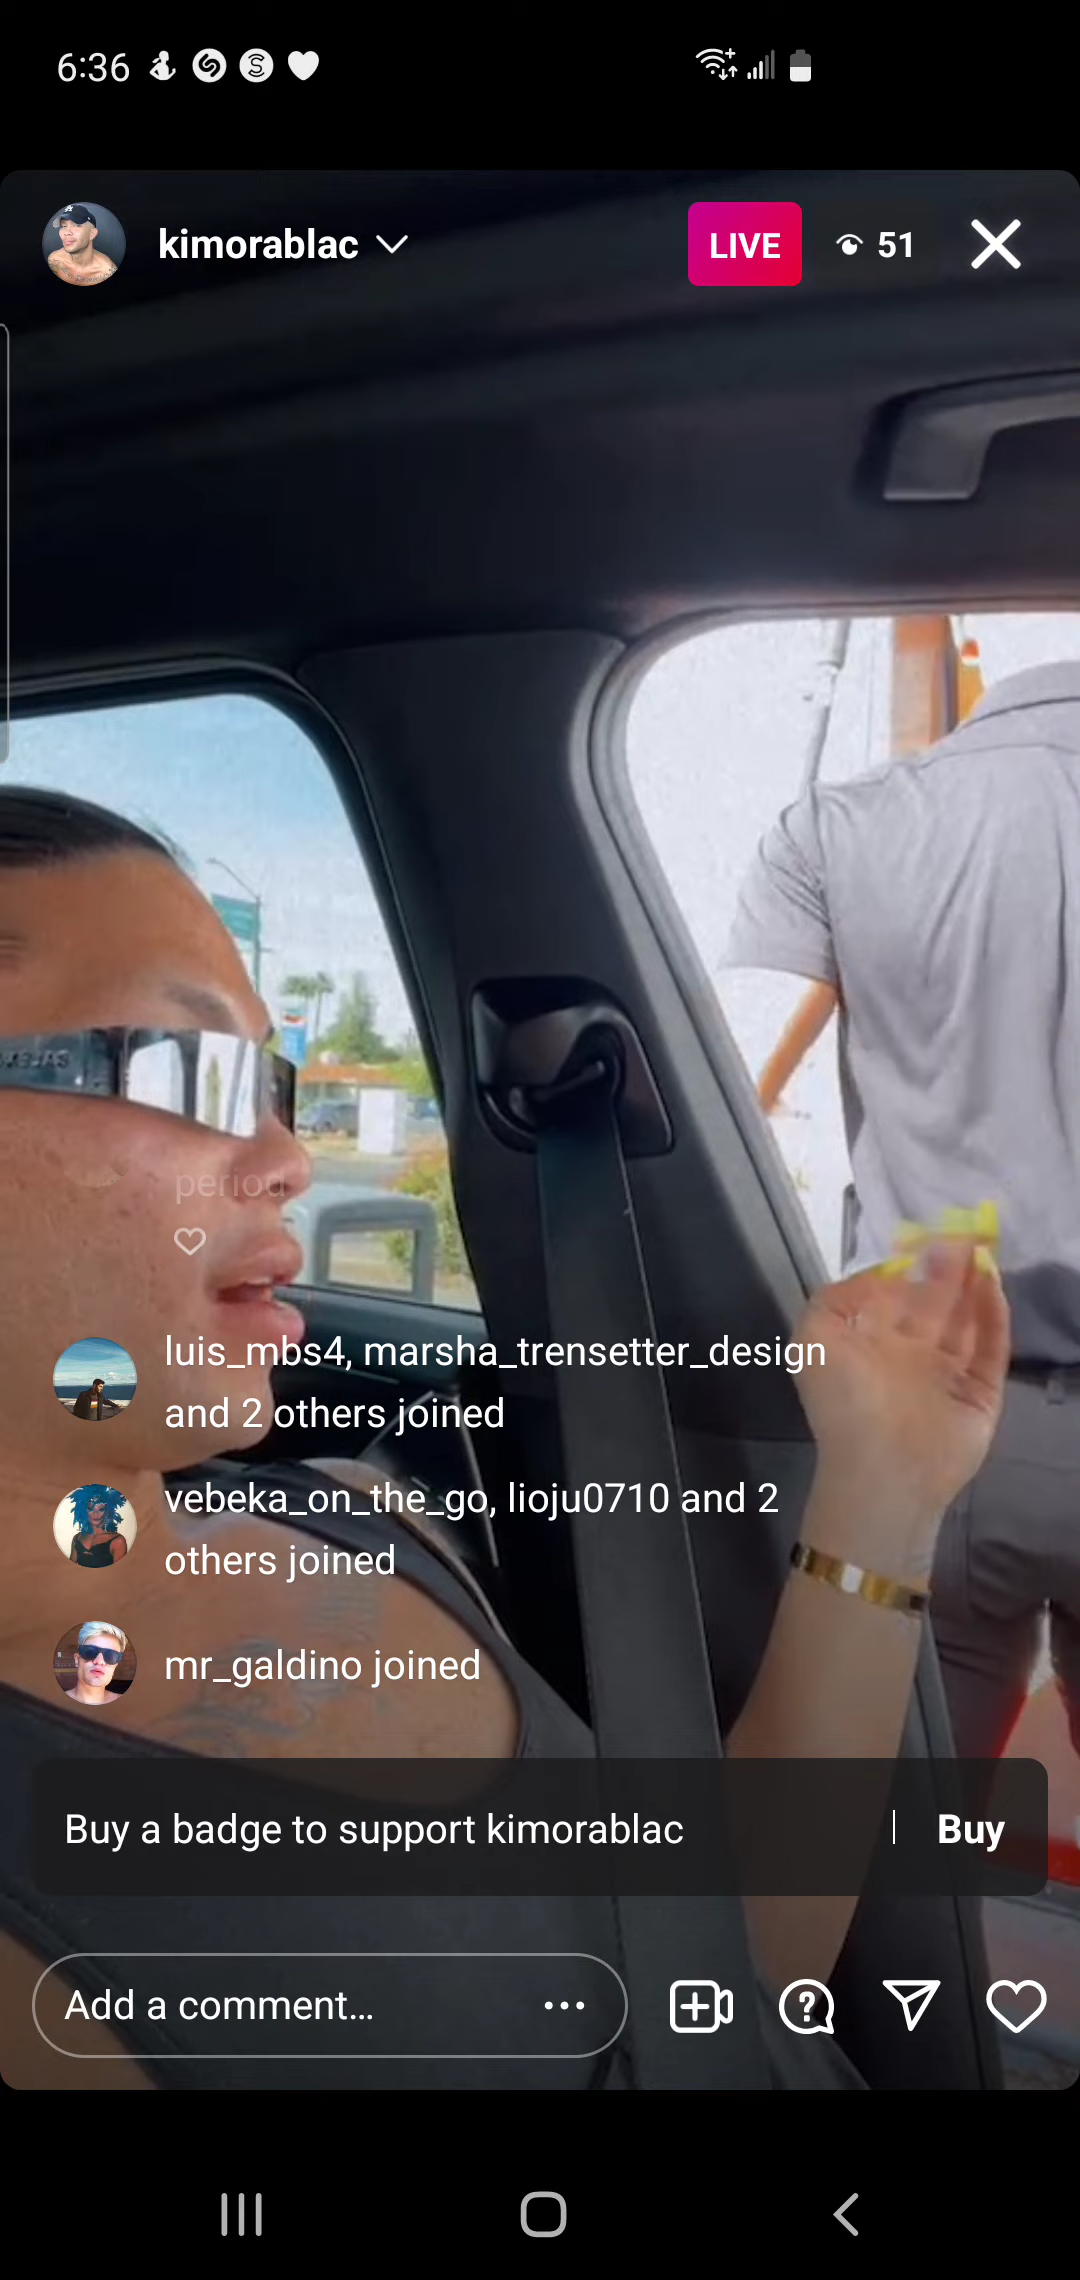 6:36
kimorablac
LIVE
51
period
luis_mbs4, marsha_trensetter_design
and 2 others joined
vebeka_on_the_go, lioju0710 and 2
others joined
mr_galdino joined
Buy a badge to support kimorablac
Buy
Add a comment...